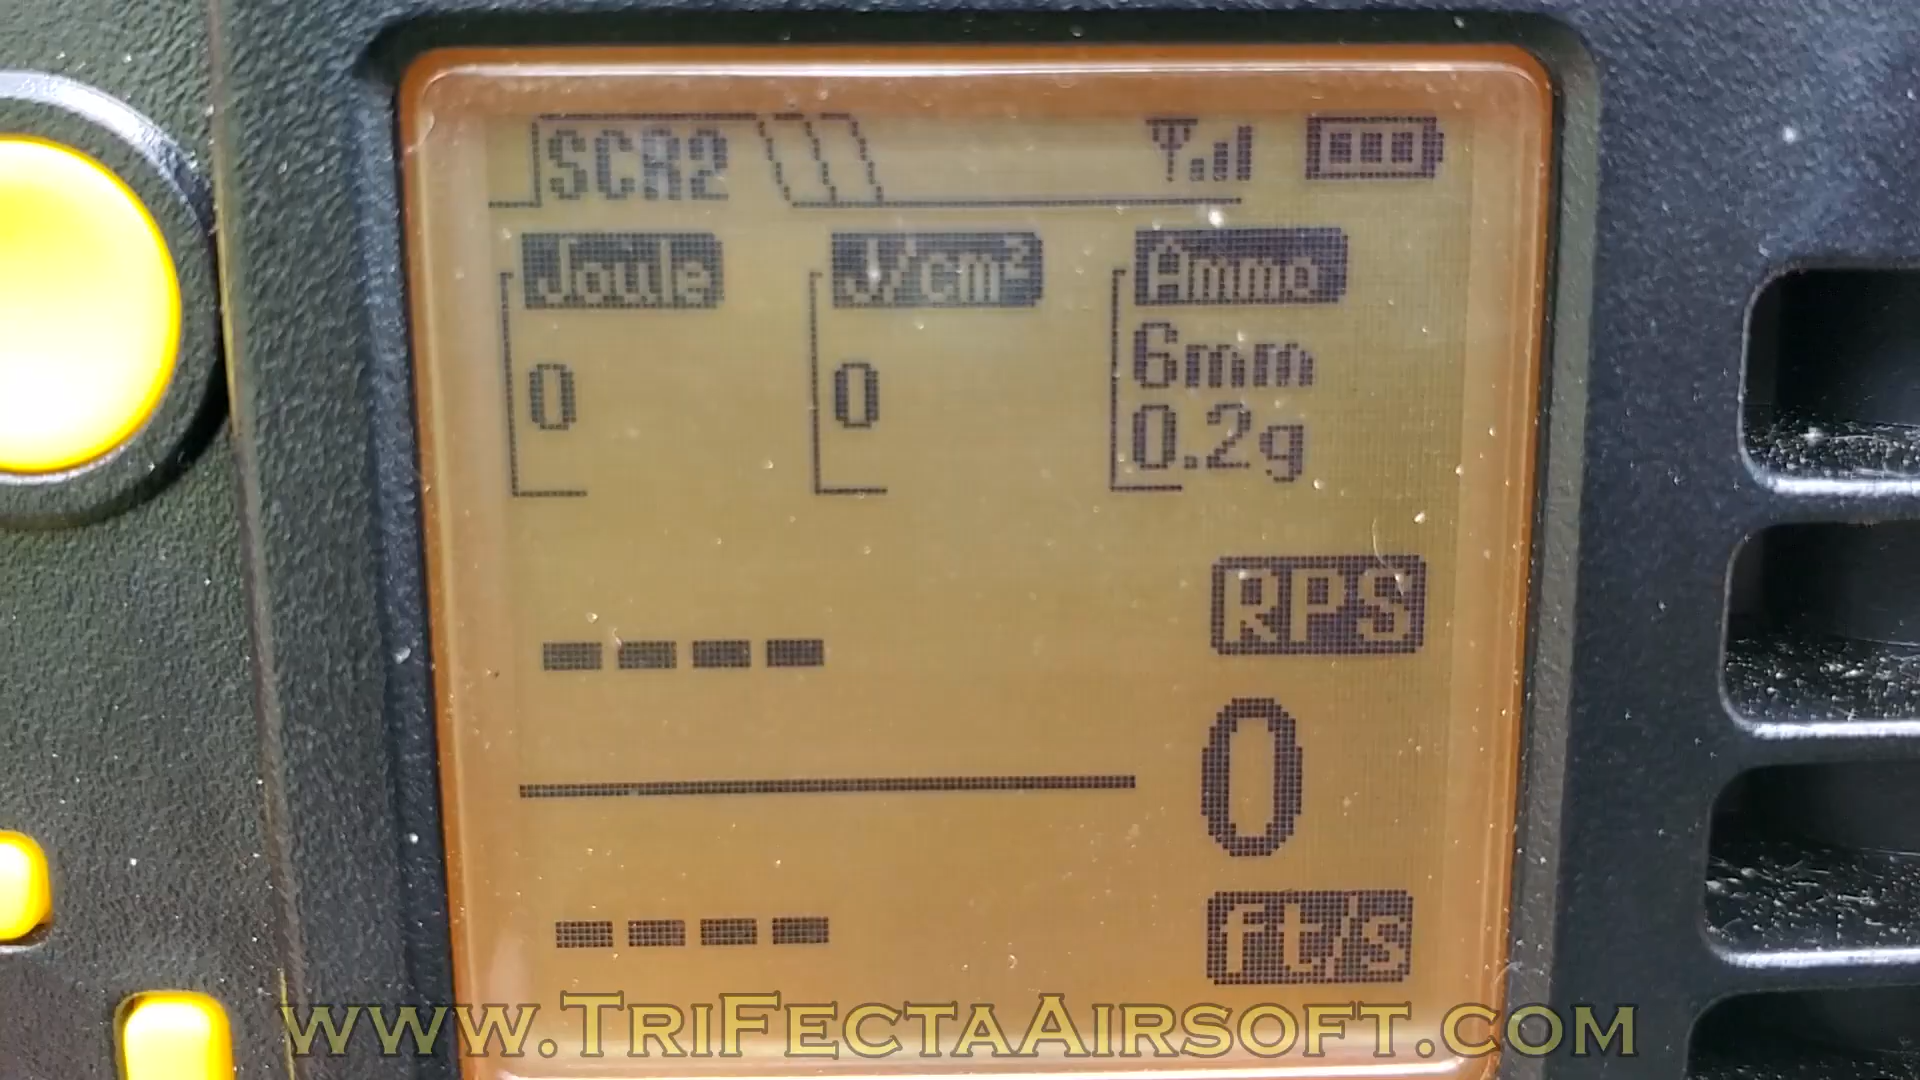 SCR2
Joule J/cm² Ammo
0 0 6mm
0.2g
---- RPS
0
---- ft/s
www.TriFectaAirsoft.com